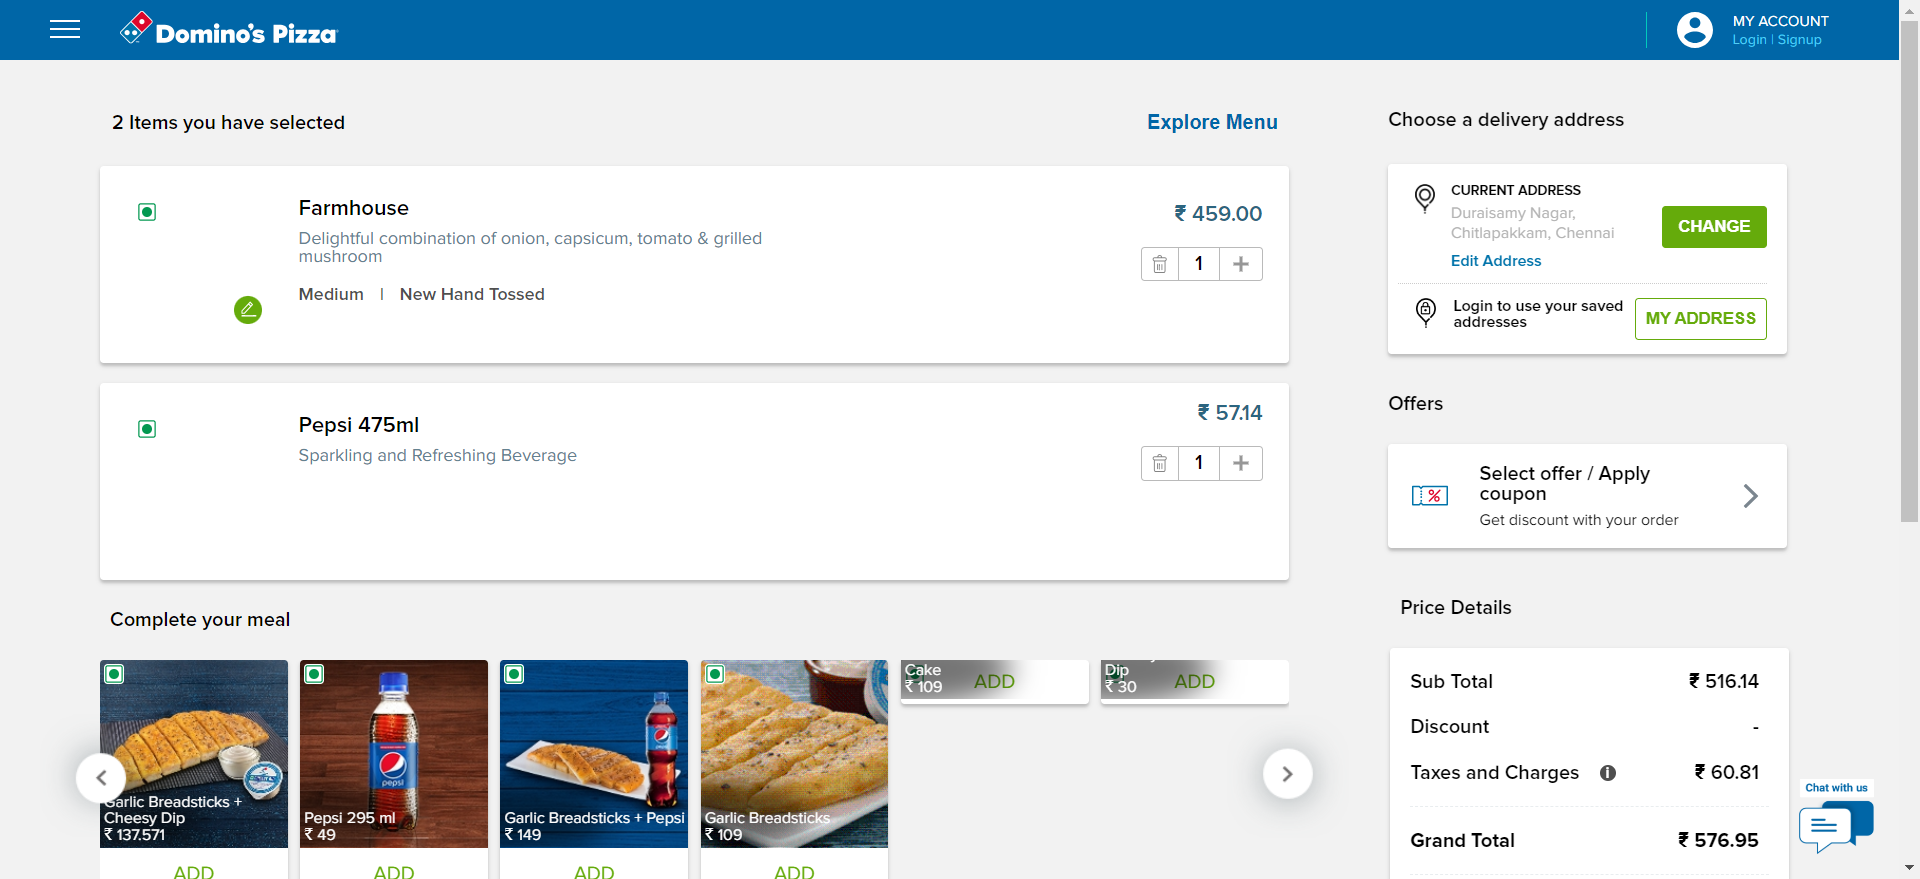 Domino's Pizza
MY ACCOUNT
Login | Signup
2 Items you have selected
Explore Menu
Farmhouse
Delightful combination of onion, capsicum, tomato & grilled
mushroom
Medium | New Hand Tossed
₹ 459.00
1
Pepsi 475ml
Sparkling and Refreshing Beverage
₹ 57.14
1
Complete your meal
Garlic Breadsticks +
Cheesy Dip
₹ 137.571
ADD
pepsi
Pepsi 295 ml
₹ 49
ADD
Garlic Breadsticks + Pepsi
₹ 149
ADD
Garlic Breadsticks
₹ 109
ADD
Cake
₹ 109
ADD
Dip
₹ 30
ADD
Choose a delivery address
CURRENT ADDRESS
Duraisamy Nagar,
Chitlapakkam, Chennai
Edit Address
CHANGE
Login to use your saved
addresses
MY ADDRESS
Offers
Select offer / Apply
coupon
Get discount with your order
Price Details
Sub Total ₹ 516.14
Discount -
Taxes and Charges ₹ 60.81
Grand Total ₹ 576.95
Chat with us